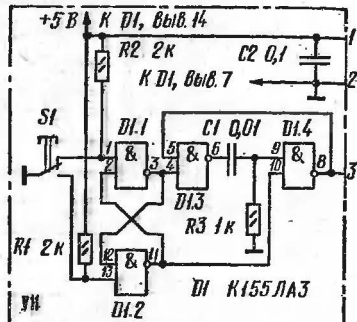 +5 В К D1, выв. 14
1
R2 2к
C2 0,1
К D1, выв. 7
2
S1
D1.1
D1.4
1 & 3
2
5 & 6
4
C1 0,01
9 & 8
10
3
D1.3
R3 1к
R1 2к
12 & 11
13
D1.2
D1 К155ЛА3